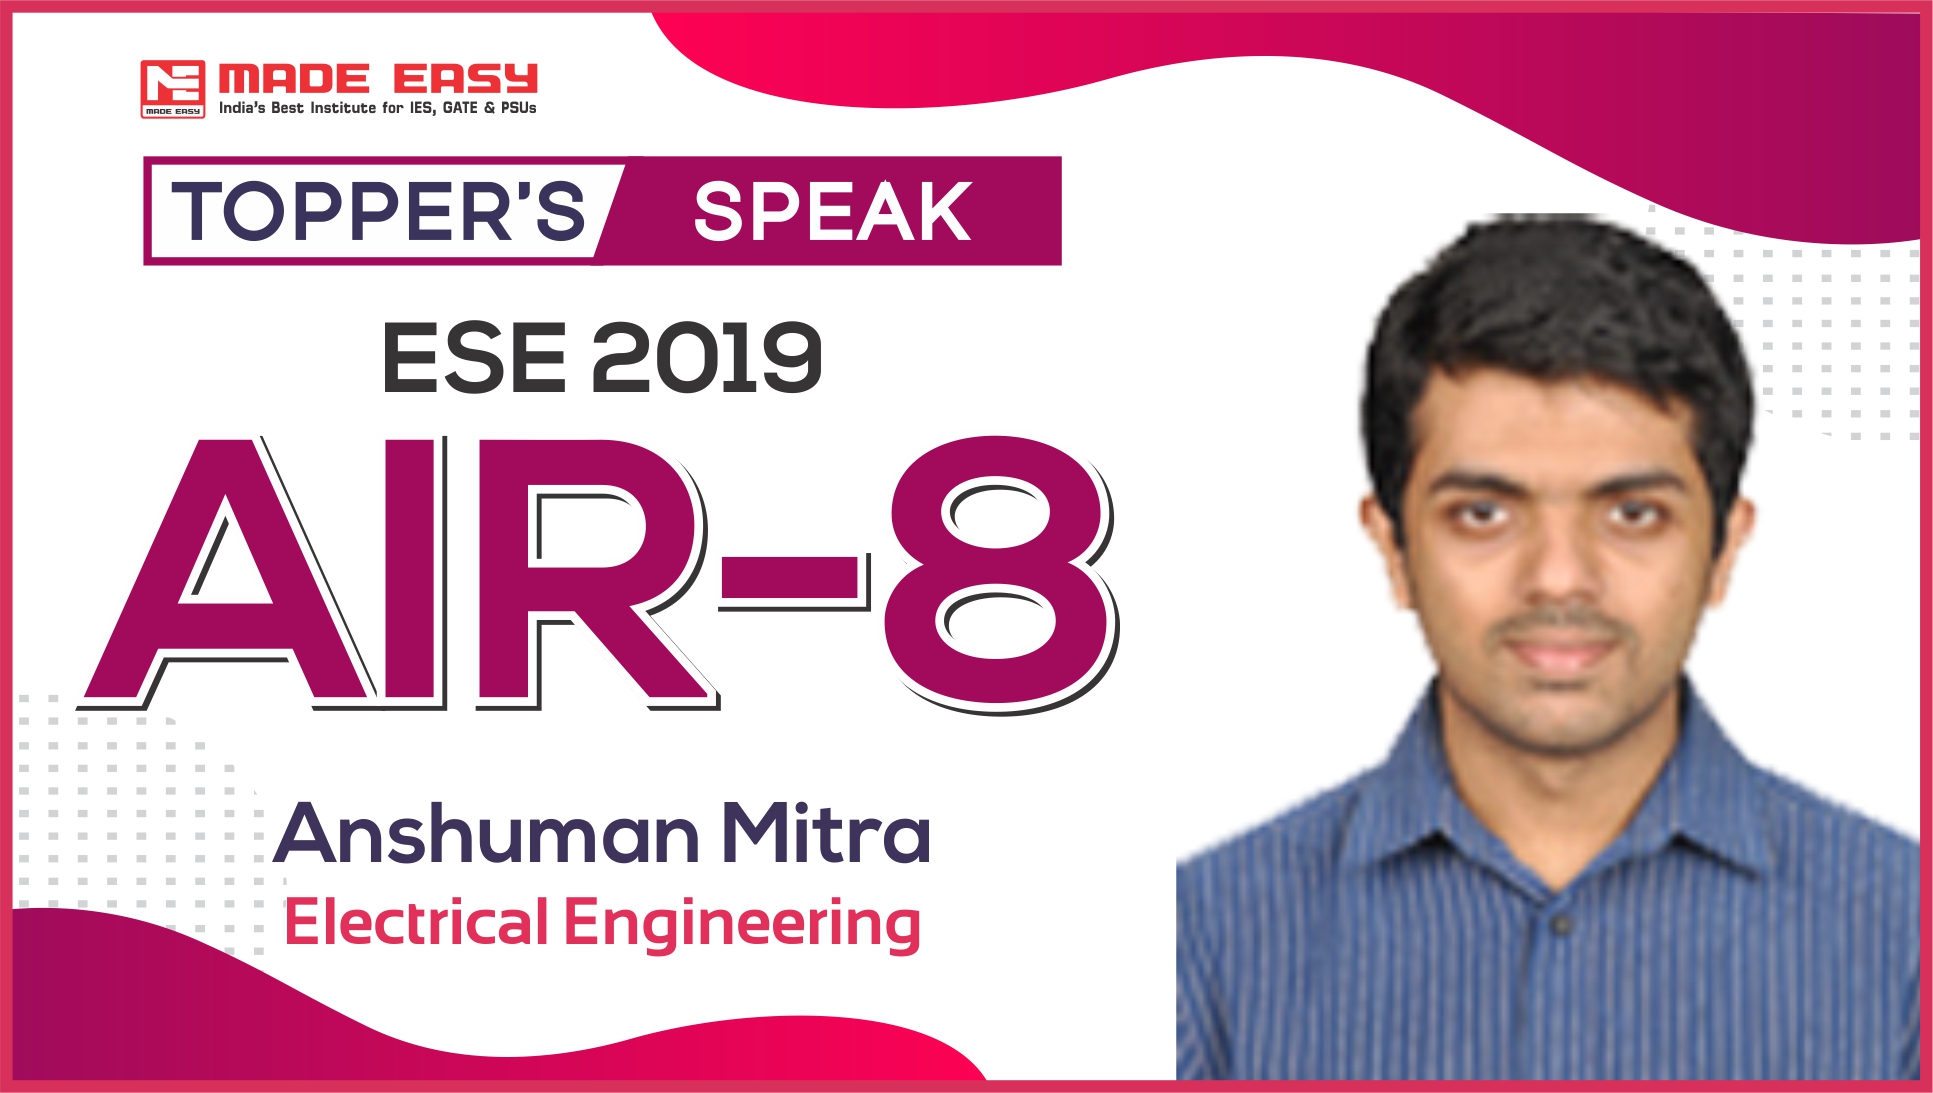 MADE EASY
MADE EASY
India's Best Institute for IES, GATE & PSUs
TOPPER'S SPEAK
ESE 2019
AIR-8
Anshuman Mitra
Electrical Engineering